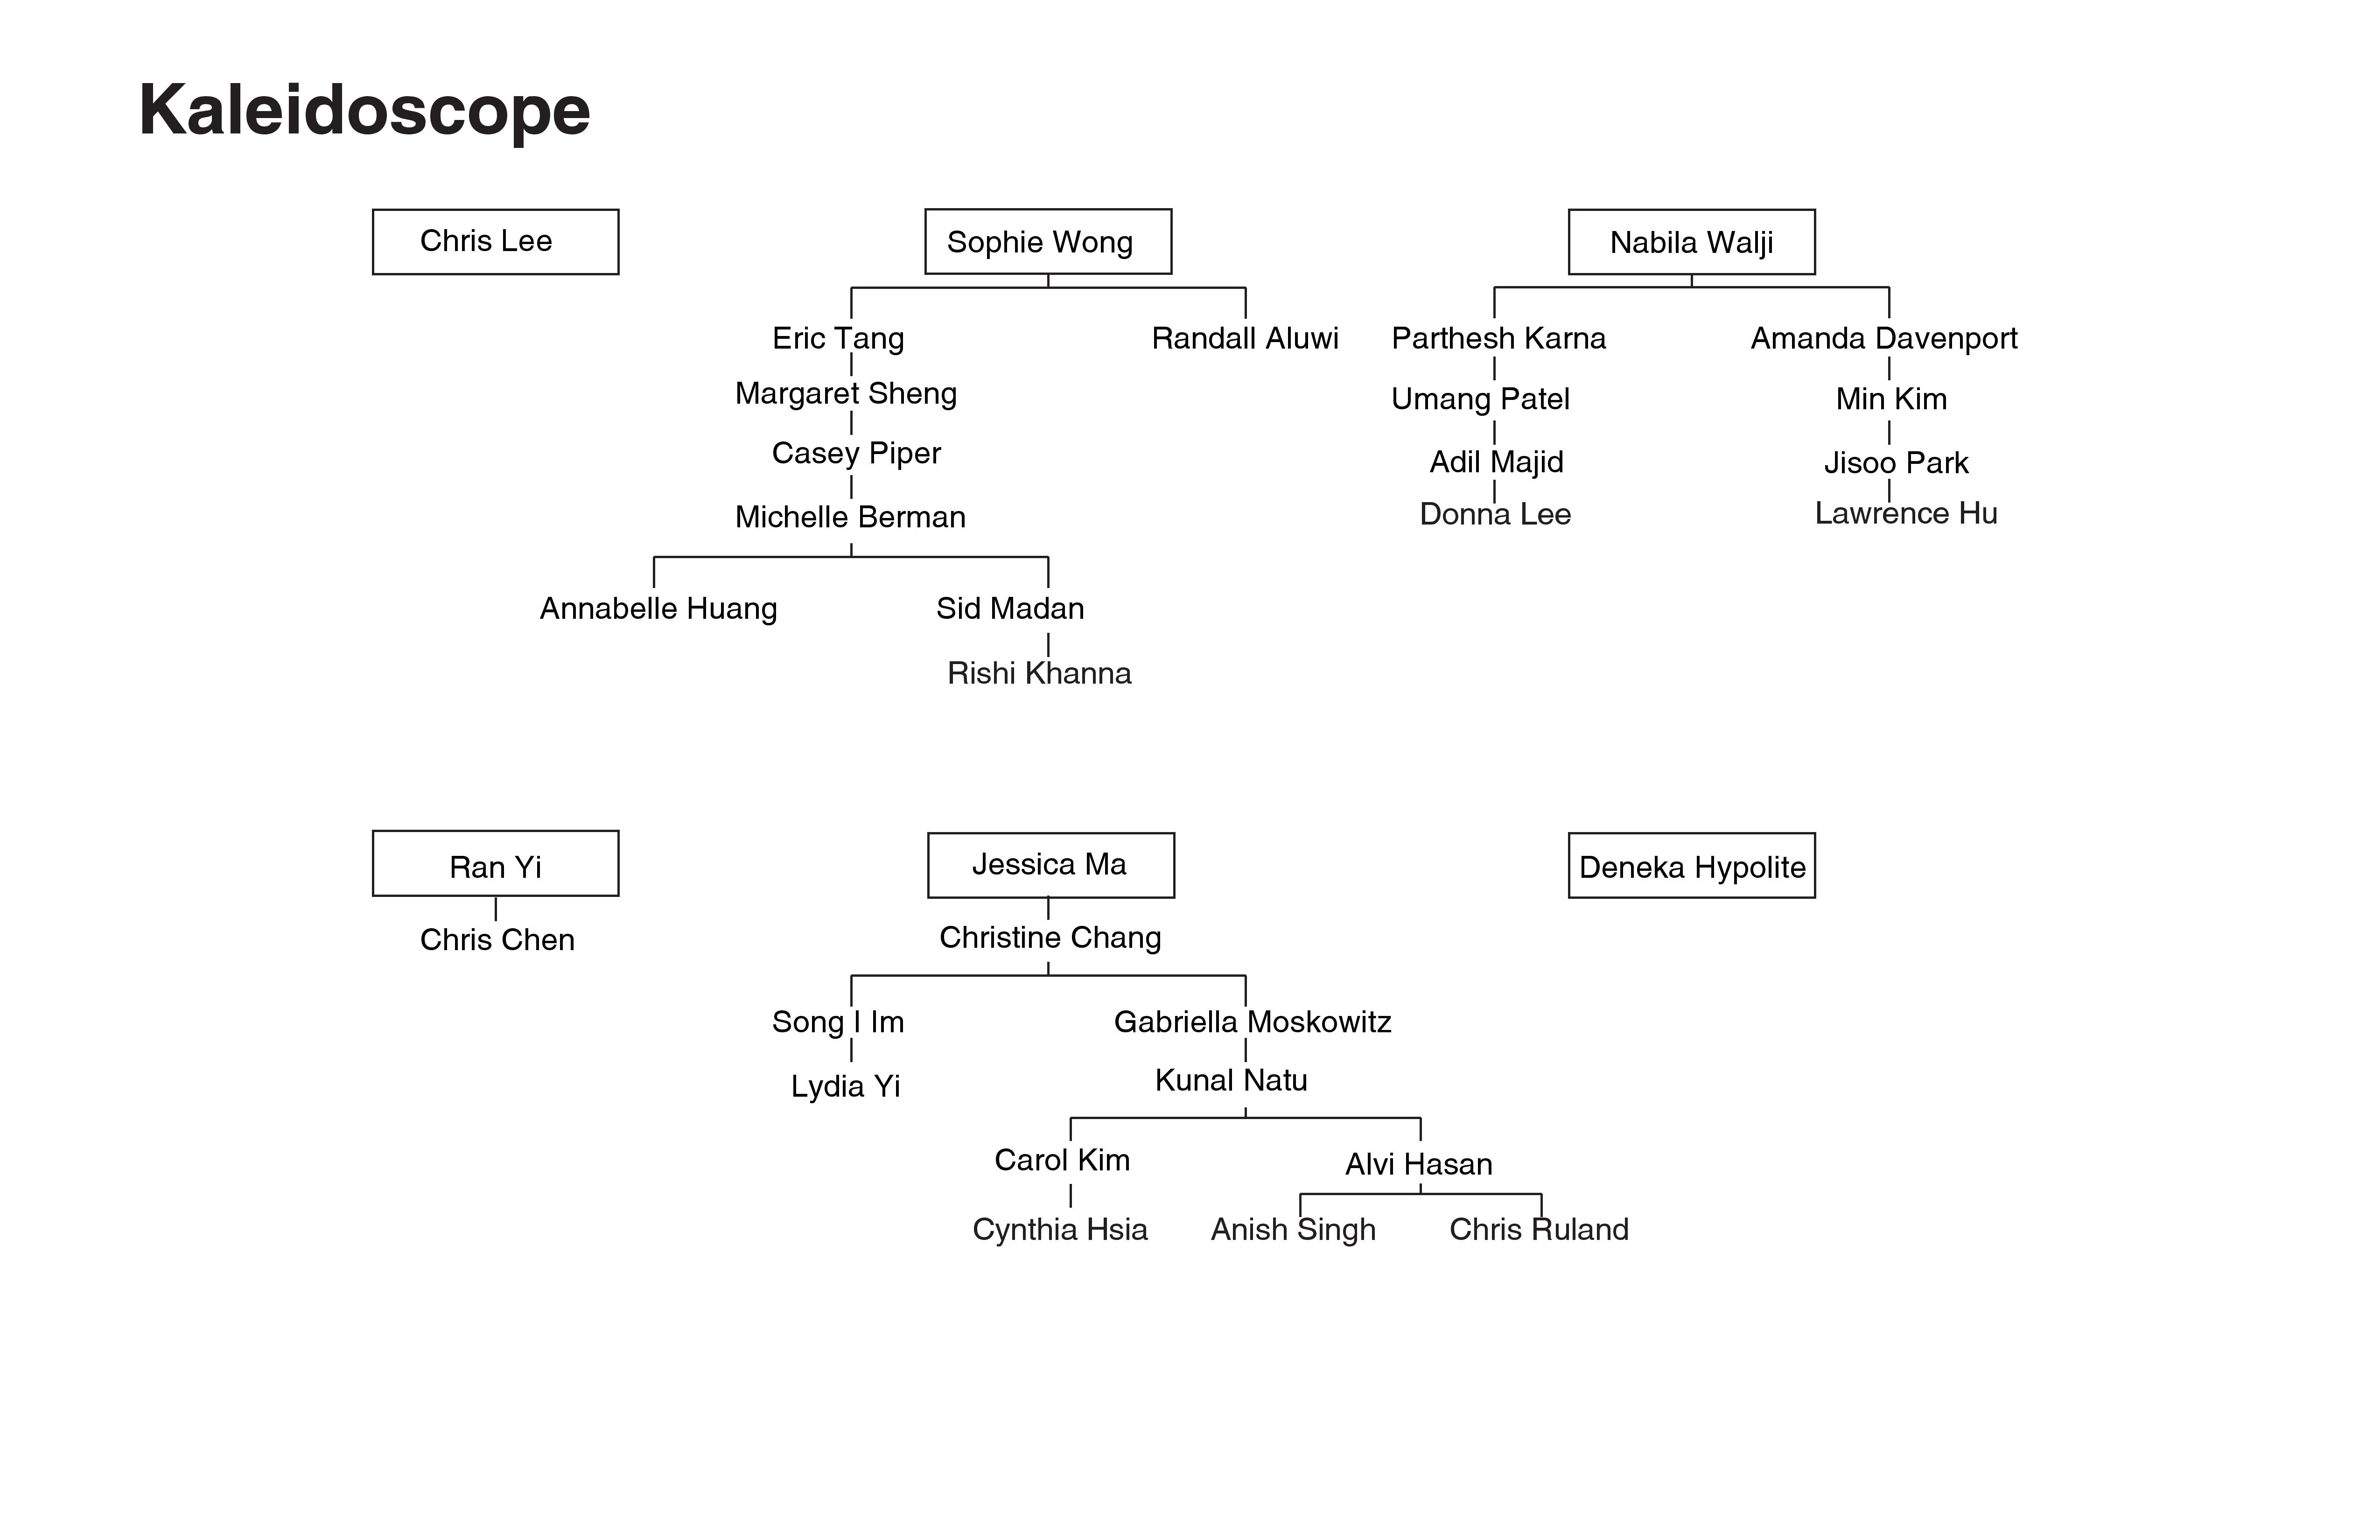 Kaleidoscope
Chris Lee
Sophie Wong
Nabila Walji
Eric Tang
Randall Aluwi
Parthesh Karna
Amanda Davenport
Margaret Sheng
Umang Patel
Min Kim
Casey Piper
Adil Majid
Jisoo Park
Michelle Berman
Donna Lee
Lawrence Hu
Annabelle Huang
Sid Madan
Rishi Khanna
Ran Yi
Jessica Ma
Deneka Hypolite
Chris Chen
Christine Chang
Song I Im
Gabriella Moskowitz
Lydia Yi
Kunal Natu
Carol Kim
Alvi Hasan
Cynthia Hsia
Anish Singh
Chris Ruland